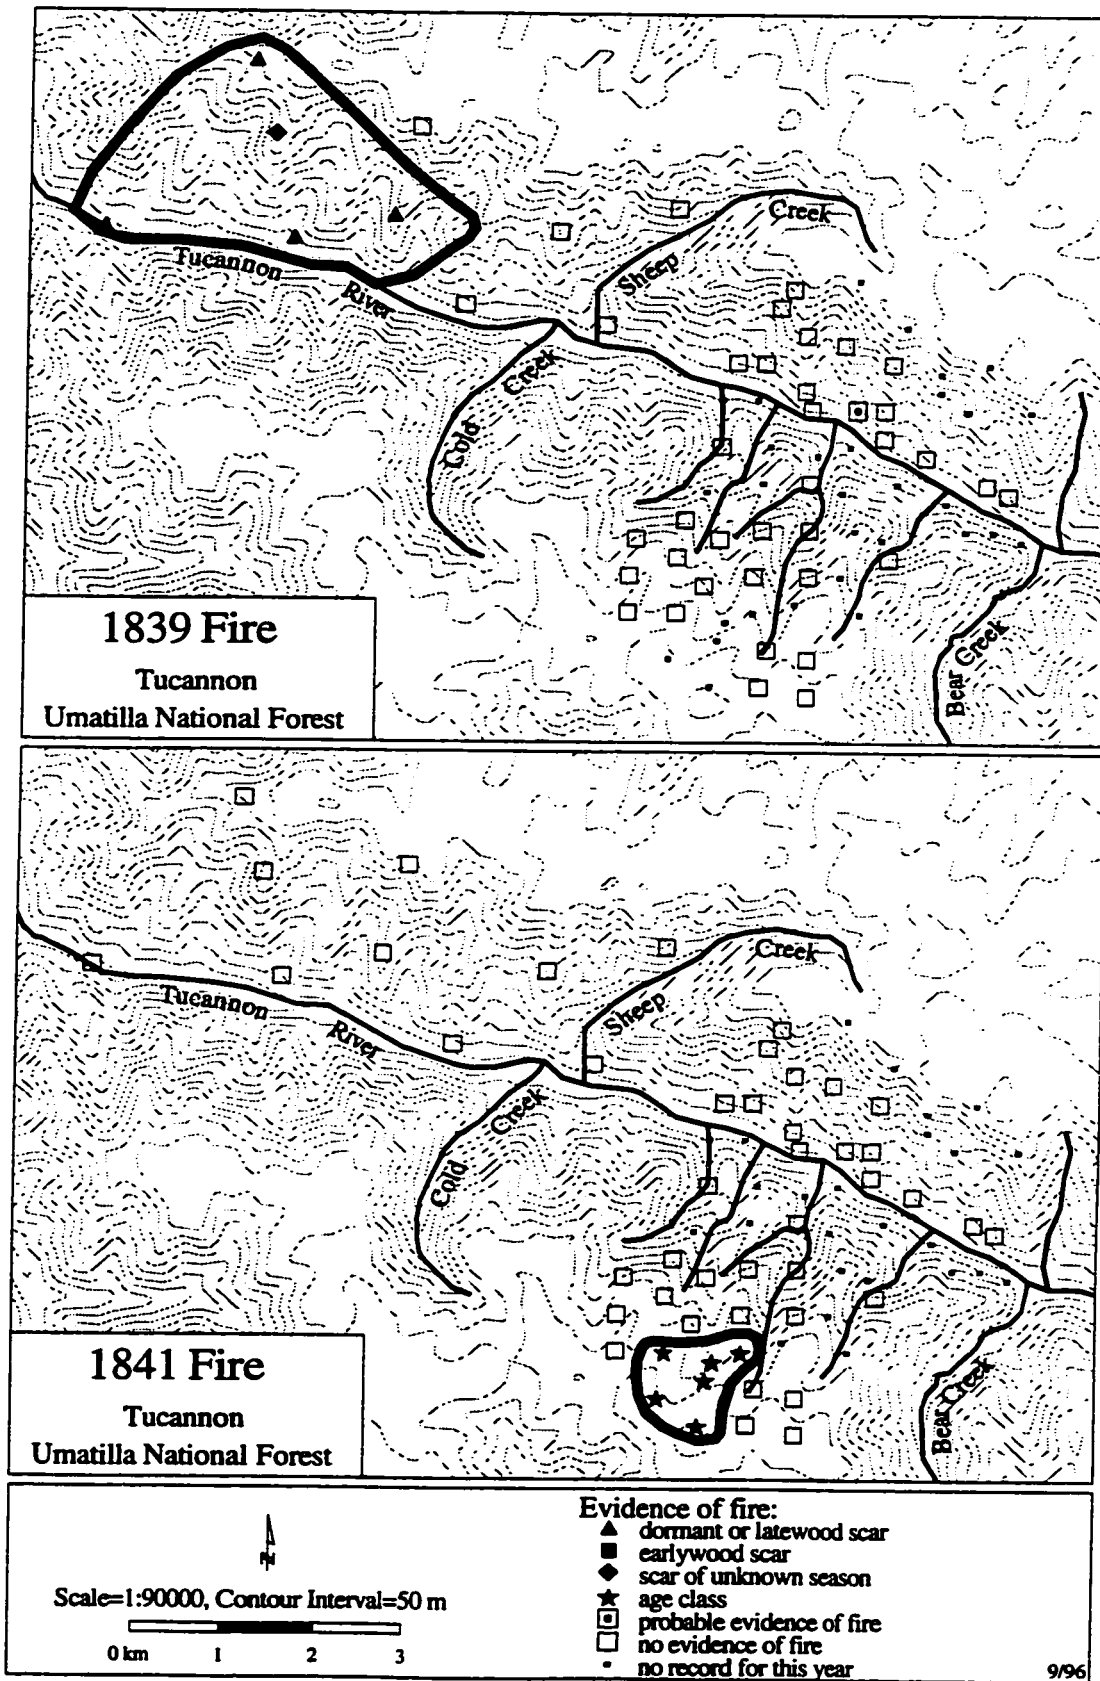 Creek
Sheep
Tucannon
River
Creek
Cold
Bear Creek
1839 Fire
Tucannon
Umatilla National Forest
Creek
Sheep
Tucannon
River
Creek
Cold
Bear Creek
1841 Fire
Tucannon
Umatilla National Forest
Evidence of fire:
dormant or latewood scar
earlywood scar
scar of unknown season
age class
probable evidence of fire
no evidence of fire
no record for this year
Scale=1:90000, Contour Interval=50 m
0 km 1 2 3
9/96